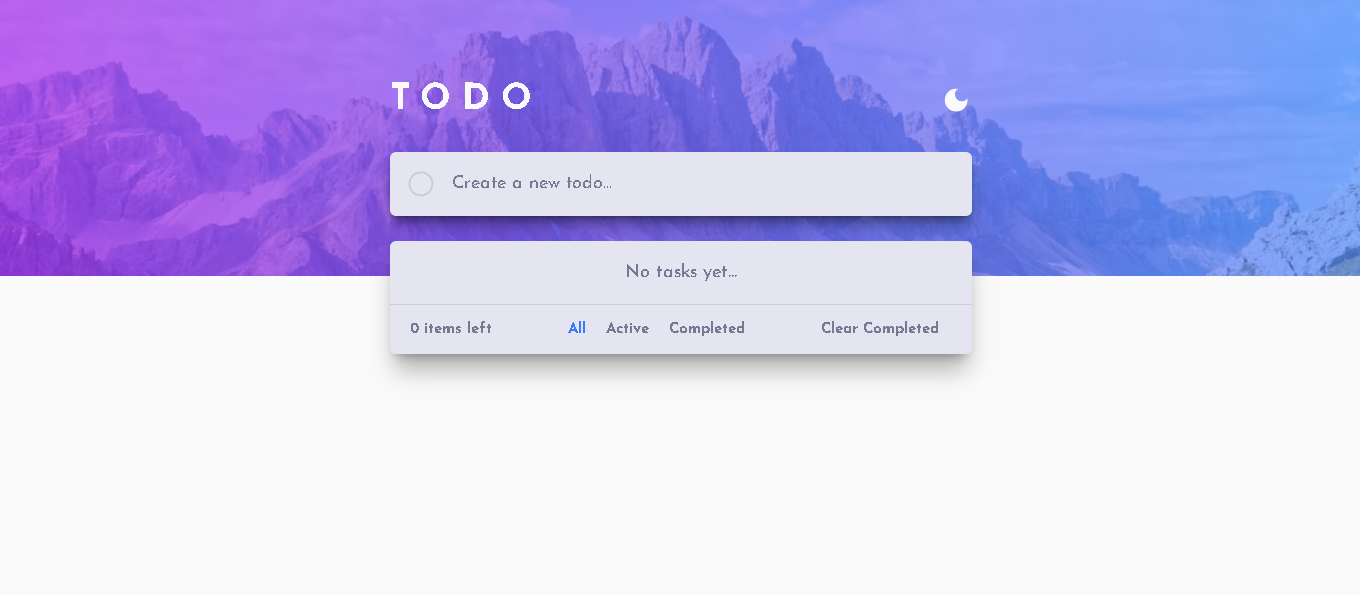 TODO
Create a new todo...
No tasks yet...
0 items left All Active Completed Clear Completed